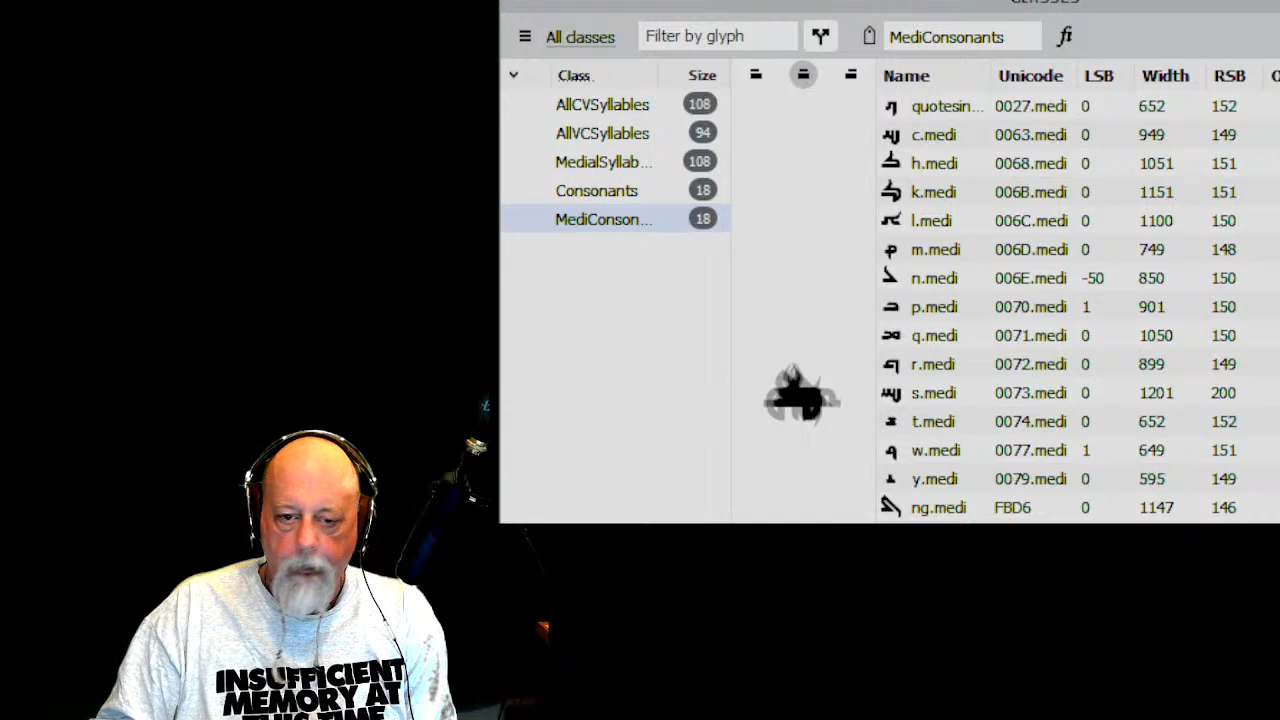 All classes Filter by glyph MediConsonants fi
Class Size Name Unicode LSB Width RSB
AllCVSyllables 108
AllVCSyllables 94
MedialSyllab... 108
Consonants 18
MediConson... 18
quotesin... 0027.medi 0 652 152
c.medi 0063.medi 0 949 149
h.medi 0068.medi 0 1051 151
k.medi 006B.medi 0 1151 151
l.medi 006C.medi 0 1100 150
m.medi 006D.medi 0 749 148
n.medi 006E.medi -50 850 150
p.medi 0070.medi 1 901 150
q.medi 0071.medi 0 1050 150
r.medi 0072.medi 0 899 149
s.medi 0073.medi 0 1201 200
t.medi 0074.medi 0 652 152
w.medi 0077.medi 1 649 151
y.medi 0079.medi 0 595 149
ng.medi FBD6 0 1147 146
INSUFFICIENT
MEMORY AT
THIS TIME